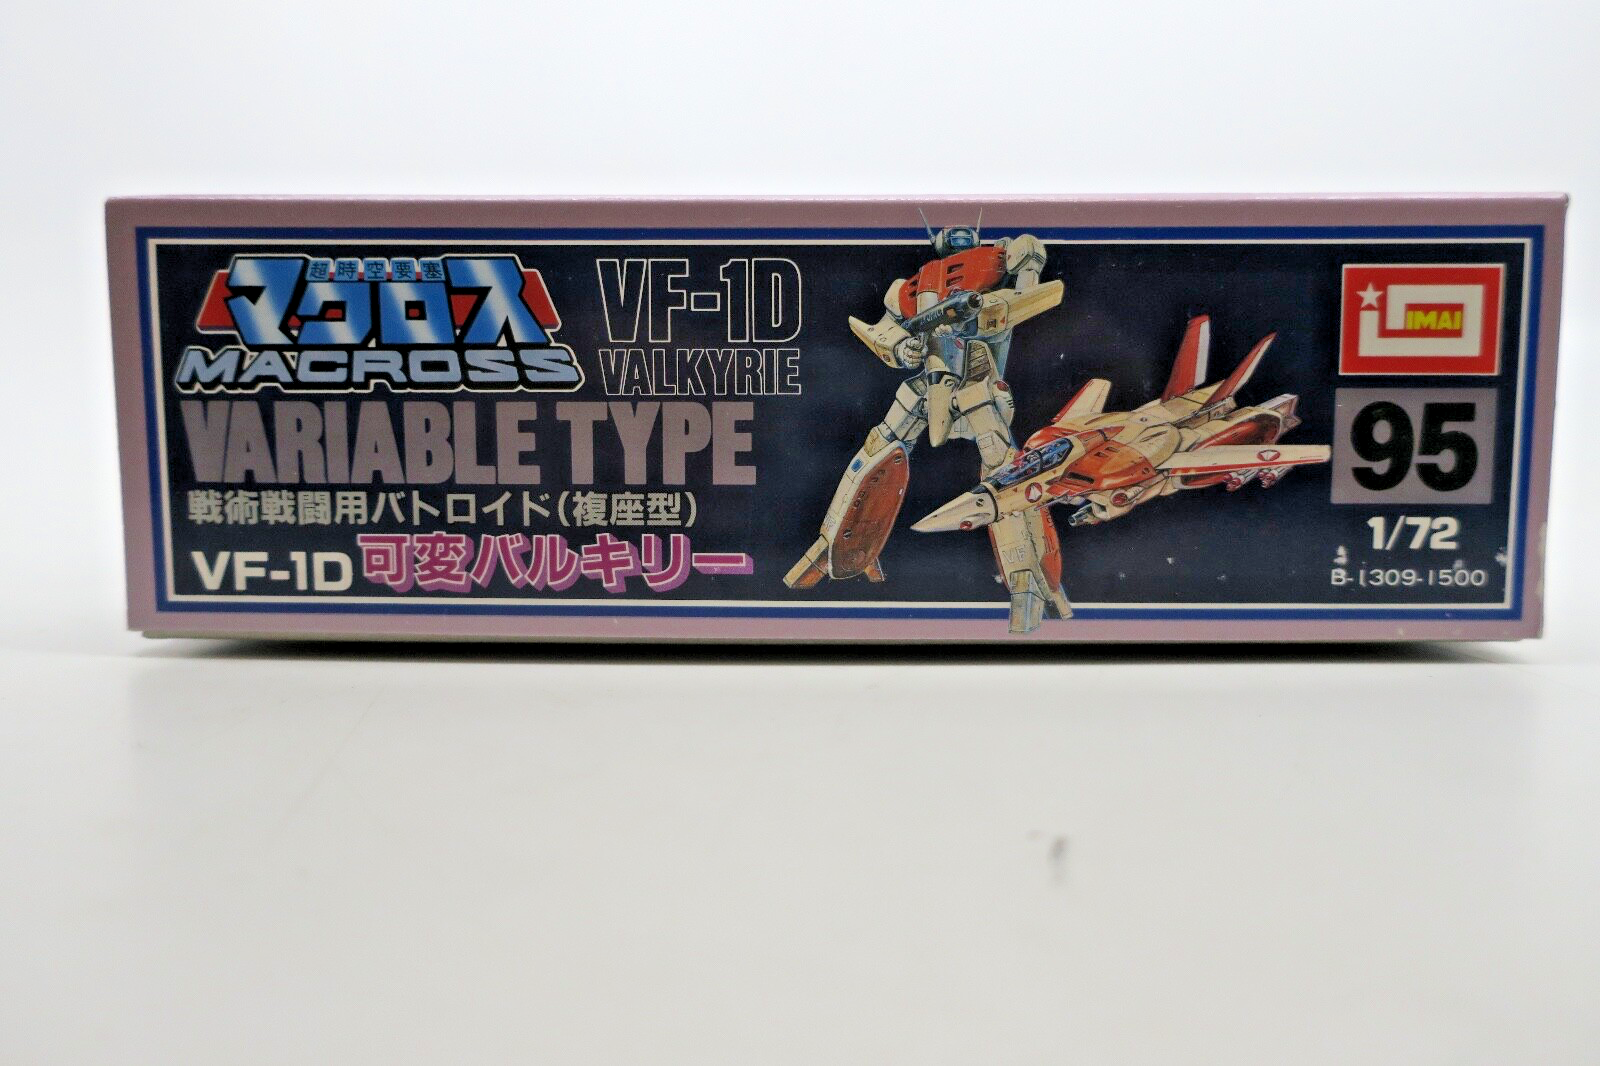 超時空要塞
マクロス
MACROSS
VF-1D
VALKYRIE
VARIABLE TYPE
戦術戦闘用バトロイド(複座型)
VF-1D 可変バルキリー
IMAI
95
1/72
B-1309-1500